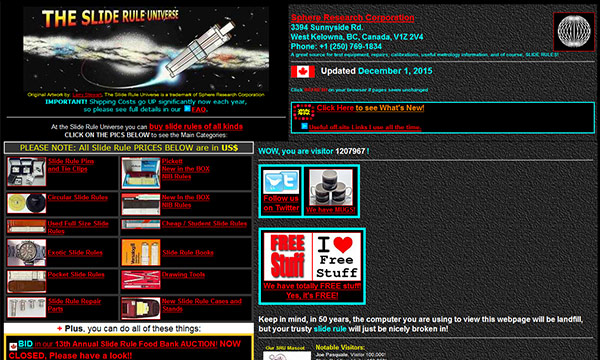 THE SLIDE RULE UNIVERSE
Original Artwork by: Larry Stewart, The Slide Rule Universe is a trademark of Sphere Research Corporation
IMPORTANT! Shipping Costs go UP significantly now each year,
so please see full details in our FAQ.
At the Slide Rule Universe you can buy slide rules of all kinds
CLICK ON THE PICS BELOW to see the Main Categories:
PLEASE NOTE: All Slide Rule PRICES BELOW are in US$
Slide Rule Pins
and Tie Clips
Pickett
New in the BOX
NIB Rules
Circular Slide Rules
New in the BOX
NIB Rules
Used Full Size Slide
Rules
Cheap ! Student Slide Rules
Exotic Slide Rules
Slide Rule Books
Pocket Slide Rules
Drawing Tools
Slide Rule Repair
Parts
New Slide Rule Cases and
Stands
+ Plus, you can do all of these things:
BID in our 13th Annual Slide Rule Food Bank AUCTION! NOW
CLOSED, Please have a look!!
Sphere Research Corporation
3394 Sunnyside Rd.
West Kelowna, BC, Canada, V1Z 2V4
Phone: +1 (250) 769-1834
A great source for test equipment, repairs, calibrations, useful metrology information, and of course, SLIDE RULES!
Updated December 1, 2015
Click on your browser if pages seem unchanged
Click Here to see What's New!
Useful off-site Links I use all the time.
WOW, you are visitor 1207967 !
Follow us
on Twitter
We have MUGS!
FREE
Stuff
I
Free
Stuff
We have totally FREE stuff!
Yes, it's FREE!
Keep in mind, in 50 years, the computer you are using to view this webpage will be landfill,
but your trusty slide rule will just be nicely broken in!
Our SRU Mascot
Notable Visitors:
Joe Pasquale, Visitor 100,000!